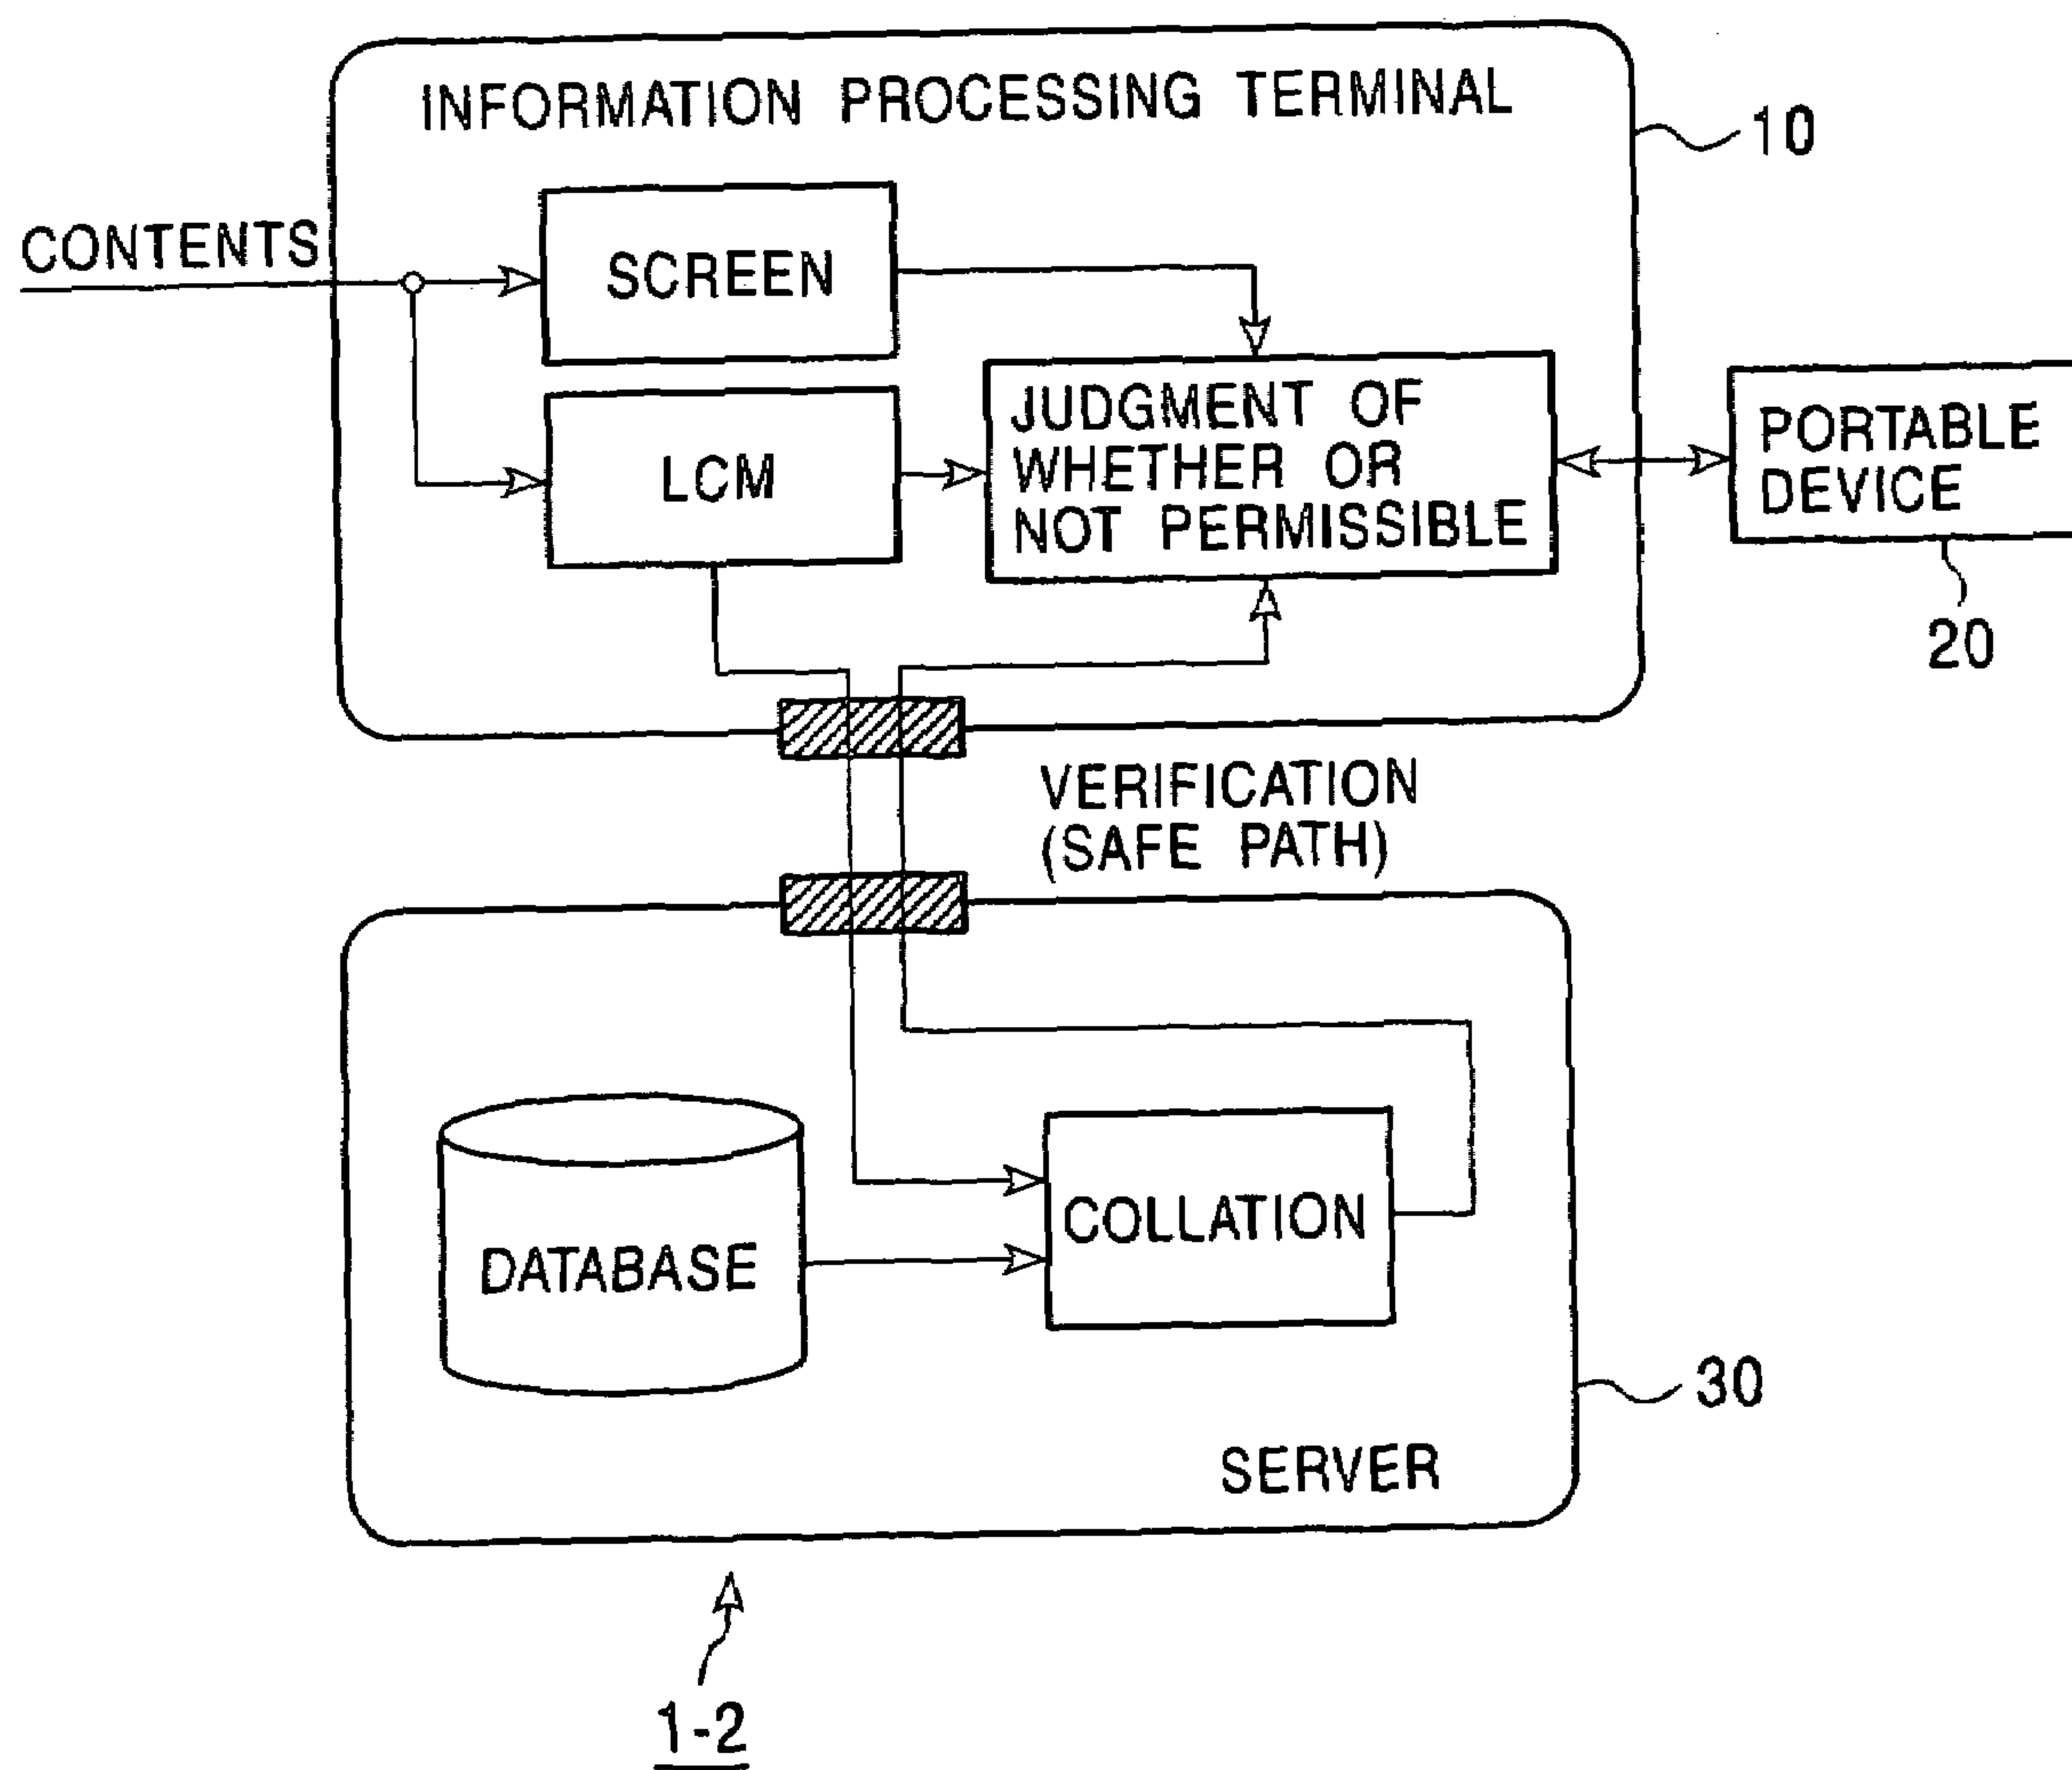 INFORMATION PROCESSING TERMINAL
10
CONTENTS
SCREEN
LCM
JUDGMENT OF
WHETHER OR
NOT PERMISSIBLE
PORTABLE
DEVICE
20
VERIFICATION
(SAFE PATH)
DATABASE
COLLATION
30
SERVER
1-2